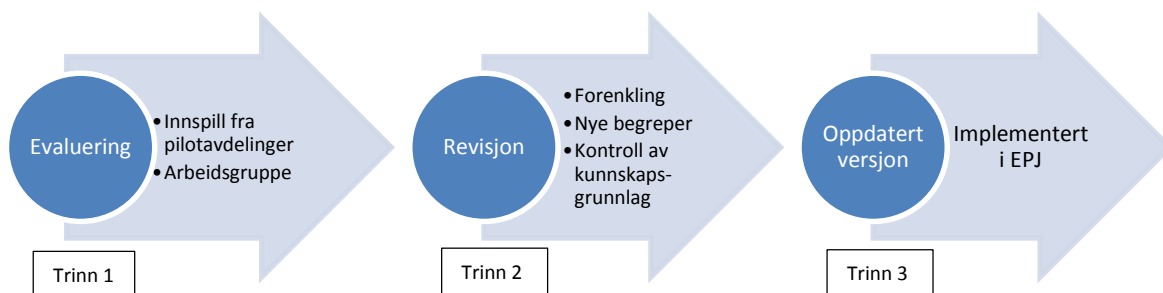 Evaluering
•Innspill fra
pilotavdelinger
•Arbeidsgruppe
Trinn 1
Revisjon
•Forenkling
•Nye begreper
•Kontroll av
kunnskaps-
grunnlag
Trinn 2
Oppdatert
versjon
Implementert
i EPJ
Trinn 3